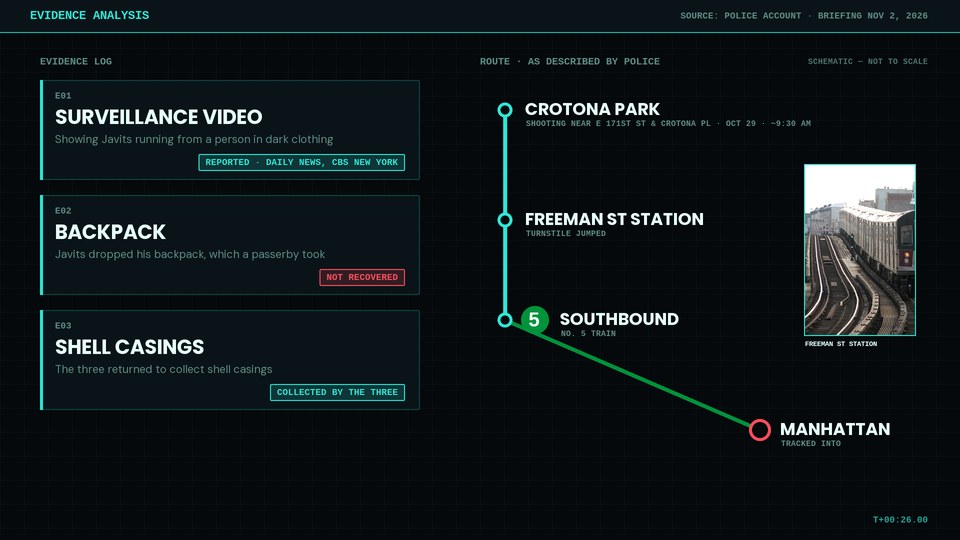 EVIDENCE ANALYSIS
SOURCE: POLICE ACCOUNT · BRIEFING NOV 2, 2026
EVIDENCE LOG
E01
SURVEILLANCE VIDEO
Showing Javits running from a person in dark clothing
REPORTED · DAILY NEWS, CBS NEW YORK
E02
BACKPACK
Javits dropped his backpack, which a passerby took
NOT RECOVERED
E03
SHELL CASINGS
The three returned to collect shell casings
COLLECTED BY THE THREE
ROUTE · AS DESCRIBED BY POLICE
SCHEMATIC — NOT TO SCALE
CROTONA PARK
SHOOTING NEAR E 171ST ST & CROTONA PL · OCT 29 · ~9:30 AM
FREEMAN ST STATION
TURNSTILE JUMPED
5
SOUTHBOUND
NO. 5 TRAIN
FREEMAN ST STATION
MANHATTAN
TRACKED INTO
T+00:26.00